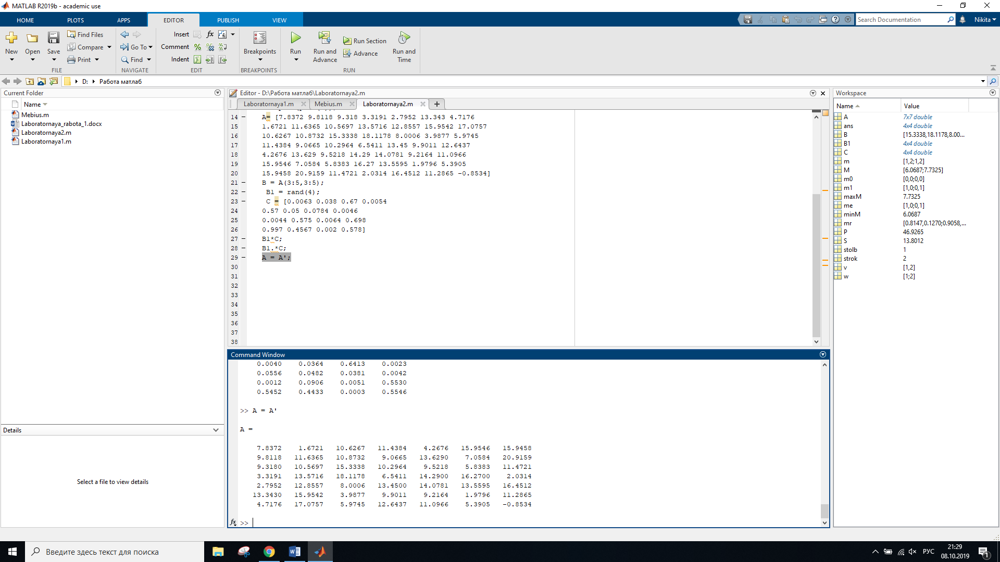 MATLAB R2019b - academic use
HOME PLOTS APPS EDITOR PUBLISH VIEW
Search Documentation
Nikita
New
Open
Save
Find Files
Compare
Print
FILE
Go To
Find
NAVIGATE
Insert
Comment
Indent
EDIT
Breakpoints
BREAKPOINTS
Run
Run and Advance
Run Section
Advance
Run and Time
RUN
D: Работа матлаб
Current Folder
Name
Mebius.m
Laboratornaya_rabota_1.docx
Laboratornaya2.m
Laboratornaya1.m
Details
Select a file to view details
Editor - D:\Работа матлаб\Laboratornaya2.m
Laboratornaya1.m Mebius.m Laboratornaya2.m
14 – A= [7.8372 9.8118 9.318 3.3191 2.7952 13.343 4.7176
15 1.6721 11.6365 10.5697 13.5716 12.8557 15.9542 17.0757
16 10.6267 10.8732 15.3338 18.1178 8.0006 3.9877 5.9745
17 11.4384 9.0665 10.2964 6.5411 13.45 9.9011 12.6437
18 4.2676 13.629 9.5218 14.29 14.0781 9.2164 11.0966
19 15.9546 7.0584 5.8383 16.27 13.5595 1.9796 5.3905
20 15.9458 20.9159 11.4721 2.0314 16.4512 11.2865 -0.8534]
21 – B = A(3:5,3:5);
22 – B1 = rand(4);
23 – C = [0.0063 0.038 0.67 0.0054
24 0.57 0.05 0.0784 0.0046
25 0.0044 0.575 0.0064 0.698
26 0.997 0.4567 0.002 0.578]
27 – B1*C;
28 – B1.*C;
29 – A = A';
30
31
32
33
34
35
36
37
38
Command Window
0.0040 0.0364 0.6413 0.0023
0.0556 0.0482 0.0381 0.0042
0.0012 0.0906 0.0051 0.5530
0.5452 0.4433 0.0003 0.5546
>> A = A'
A =
7.8372 1.6721 10.6267 11.4384 4.2676 15.9546 15.9458
9.8118 11.6365 10.8732 9.0665 13.6290 7.0584 20.9159
9.3180 10.5697 15.3338 10.2964 9.5218 5.8383 11.4721
3.3191 13.5716 18.1178 6.5411 14.2900 16.2700 2.0314
2.7952 12.8557 8.0006 13.4500 14.0781 13.5595 16.4512
13.3430 15.9542 3.9877 9.9011 9.2164 1.9796 11.2865
4.7176 17.0757 5.9745 12.6437 11.0966 5.3905 -0.8534
fx >>
Workspace
Name Value
A 7x7 double
ans 4x4 double
B [15.3338,18.1178,8.00...
B1 4x4 double
C 4x4 double
m [1,2;1,2]
M [6.0687;7.7325]
m0 [0,0;0,0]
m1 [1,0;0,1]
maxM 7.7325
me [1,0;0,1]
minM 6.0687
mr [0.8147,0.1270;0.9058,...
P 46.9265
S 13.8012
stolb 1
strok 2
v [1,2]
w [1;2]
Введите здесь текст для поиска
РУС
21:29
08.10.2019
1